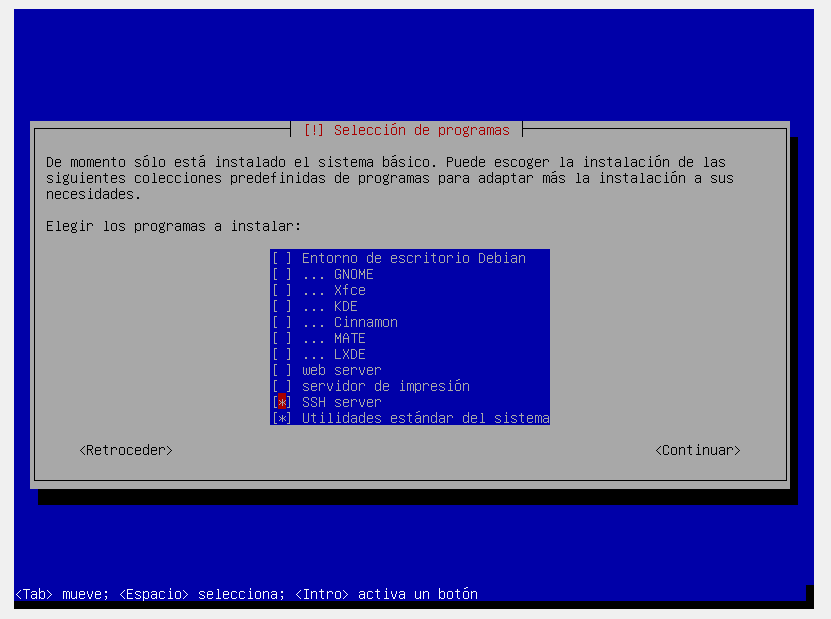 [!] Selección de programas
De momento sólo está instalado el sistema básico. Puede escoger la instalación de las
siguientes colecciones predefinidas de programas para adaptar más la instalación a sus
necesidades.
Elegir los programas a instalar:
[ ] Entorno de escritorio Debian
[ ] ... GNOME
[ ] ... Xfce
[ ] ... KDE
[ ] ... Cinnamon
[ ] ... MATE
[ ] ... LXDE
[ ] web server
[ ] servidor de impresión
[*] SSH server
[*] Utilidades estándar del sistema
<Retroceder> <Continuar>
<Tab> mueve; <Espacio> selecciona; <Intro> activa un botón